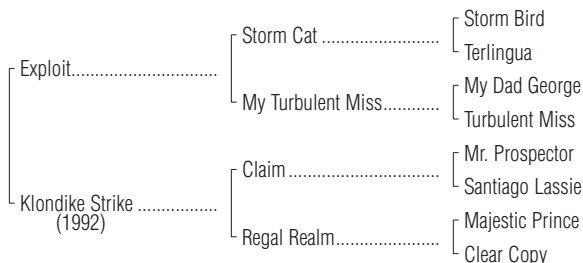 Storm Bird
Storm Cat ........................
Terlingua
Exploit..............................
My Dad George
My Turbulent Miss...........
Turbulent Miss
Mr. Prospector
Claim ...............................
Santiago Lassie
Klondike Strike ................
(1992)
Majestic Prince
Regal Realm.....................
Clear Copy